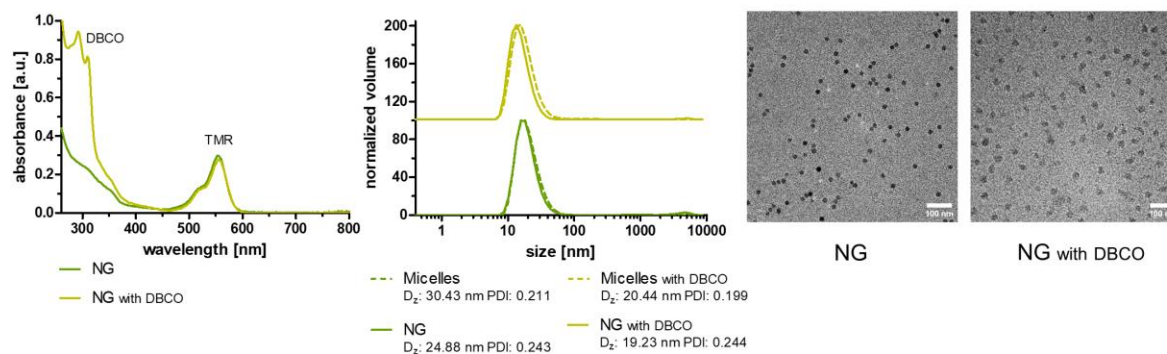 absorbance [a.u.]
1.0
0.8
0.6
0.4
0.2
0.0
DBCO
TMR
300 400 500 600 700 800
wavelength [nm]
NG
NG with DBCO
normalized volume
200
160
120
80
40
0
1 10 100 1000 10000
size [nm]
Micelles
Dz: 30.43 nm PDI: 0.211
NG
Dz: 24.88 nm PDI: 0.243
Micelles with DBCO
Dz: 20.44 nm PDI: 0.199
NG with DBCO
Dz: 19.23 nm PDI: 0.244
100 nm
NG
100 nm
NG with DBCO